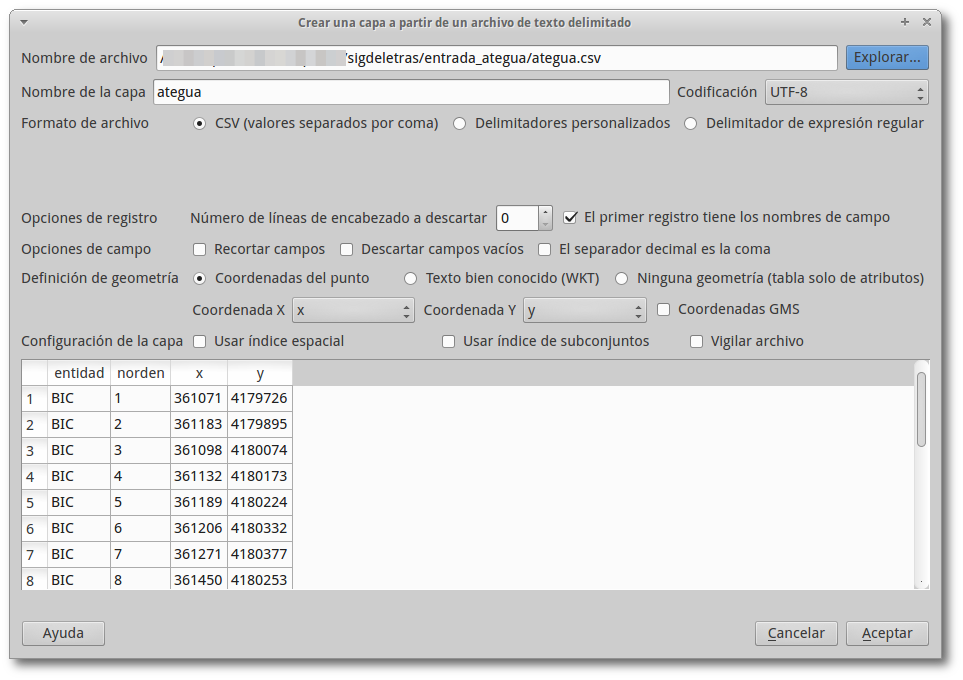 Crear una capa a partir de un archivo de texto delimitado
Nombre de archivo /sigdeletras/entrada_ategua/ategua.csv Explorar...
Nombre de la capa ategua Codificación UTF-8
Formato de archivo CSV (valores separados por coma) Delimitadores personalizados Delimitador de expresión regular
Opciones de registro Número de líneas de encabezado a descartar 0 El primer registro tiene los nombres de campo
Opciones de campo Recortar campos Descartar campos vacíos El separador decimal es la coma
Definición de geometría Coordenadas del punto Texto bien conocido (WKT) Ninguna geometría (tabla solo de atributos)
Coordenada X x Coordenada Y y Coordenadas GMS
Configuración de la capa Usar índice espacial Usar índice de subconjuntos Vigilar archivo
entidad norden x y
1 BIC 1 361071 4179726
2 BIC 2 361183 4179895
3 BIC 3 361098 4180074
4 BIC 4 361132 4180173
5 BIC 5 361189 4180224
6 BIC 6 361206 4180332
7 BIC 7 361271 4180377
8 BIC 8 361450 4180253
Ayuda Cancelar Aceptar